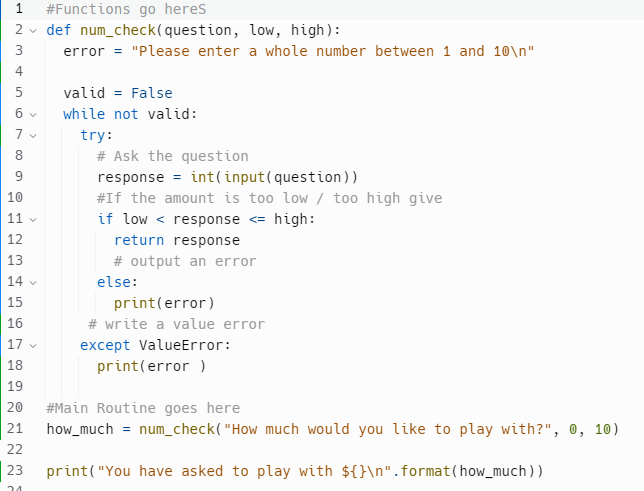 1 #Functions go hereS
2 def num_check(question, low, high):
3 error = "Please enter a whole number between 1 and 10\n"
4
5 valid = False
6 while not valid:
7 try:
8 # Ask the question
9 response = int(input(question))
10 #If the amount is too low / too high give
11 if low < response <= high:
12 return response
13 # output an error
14 else:
15 print(error)
16 # write a value error
17 except ValueError:
18 print(error )
19
20 #Main Routine goes here
21 how_much = num_check("How much would you like to play with?", 0, 10)
22
23 print("You have asked to play with ${}\n".format(how_much))
24